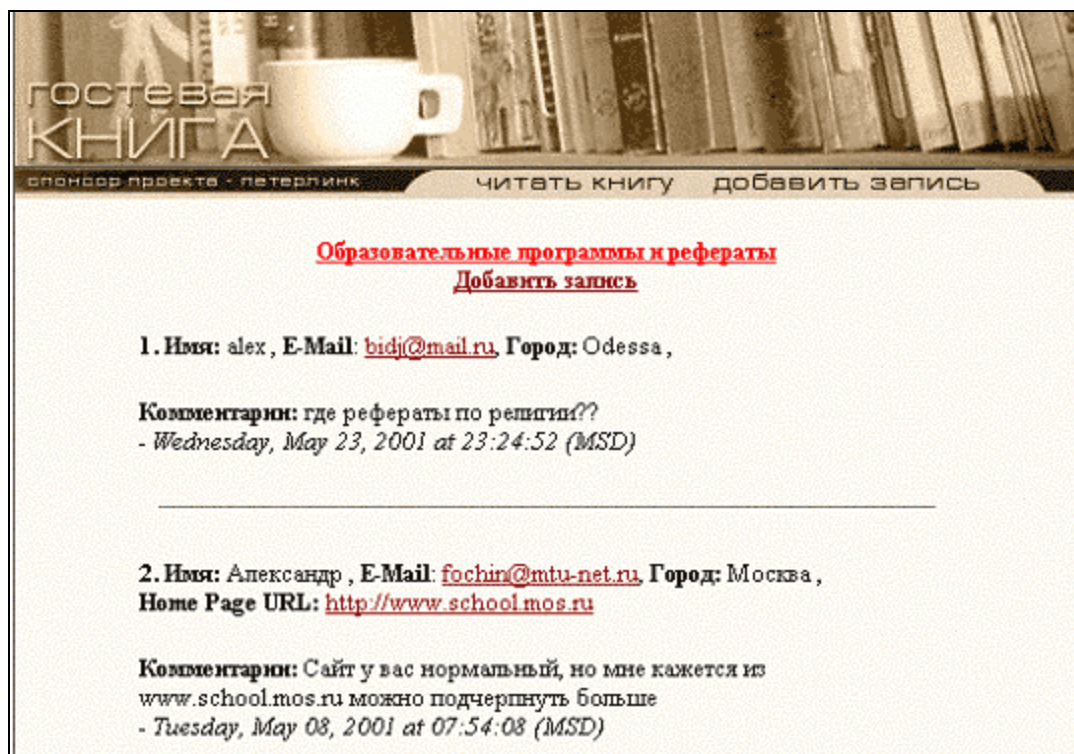 гостевая
КНИГА
спонсор проекта - петерлинк
читать книгу добавить запись
Образовательные программы и рефераты
Добавить запись
1. Имя: alex , E-Mail: bidj@mail.ru, Город: Odessa ,
Комментарии: где рефераты по религии??
- Wednesday, May 23, 2001 at 23:24:52 (MSD)
2. Имя: Александр , E-Mail: fochin@mtu-net.ru, Город: Москва ,
Home Page URL: http://www.school.mos.ru
Комментарии: Сайт у вас нормальный, но мне кажется из
www.school.mos.ru можно подчерпнуть больше
- Tuesday, May 08, 2001 at 07:54:08 (MSD)